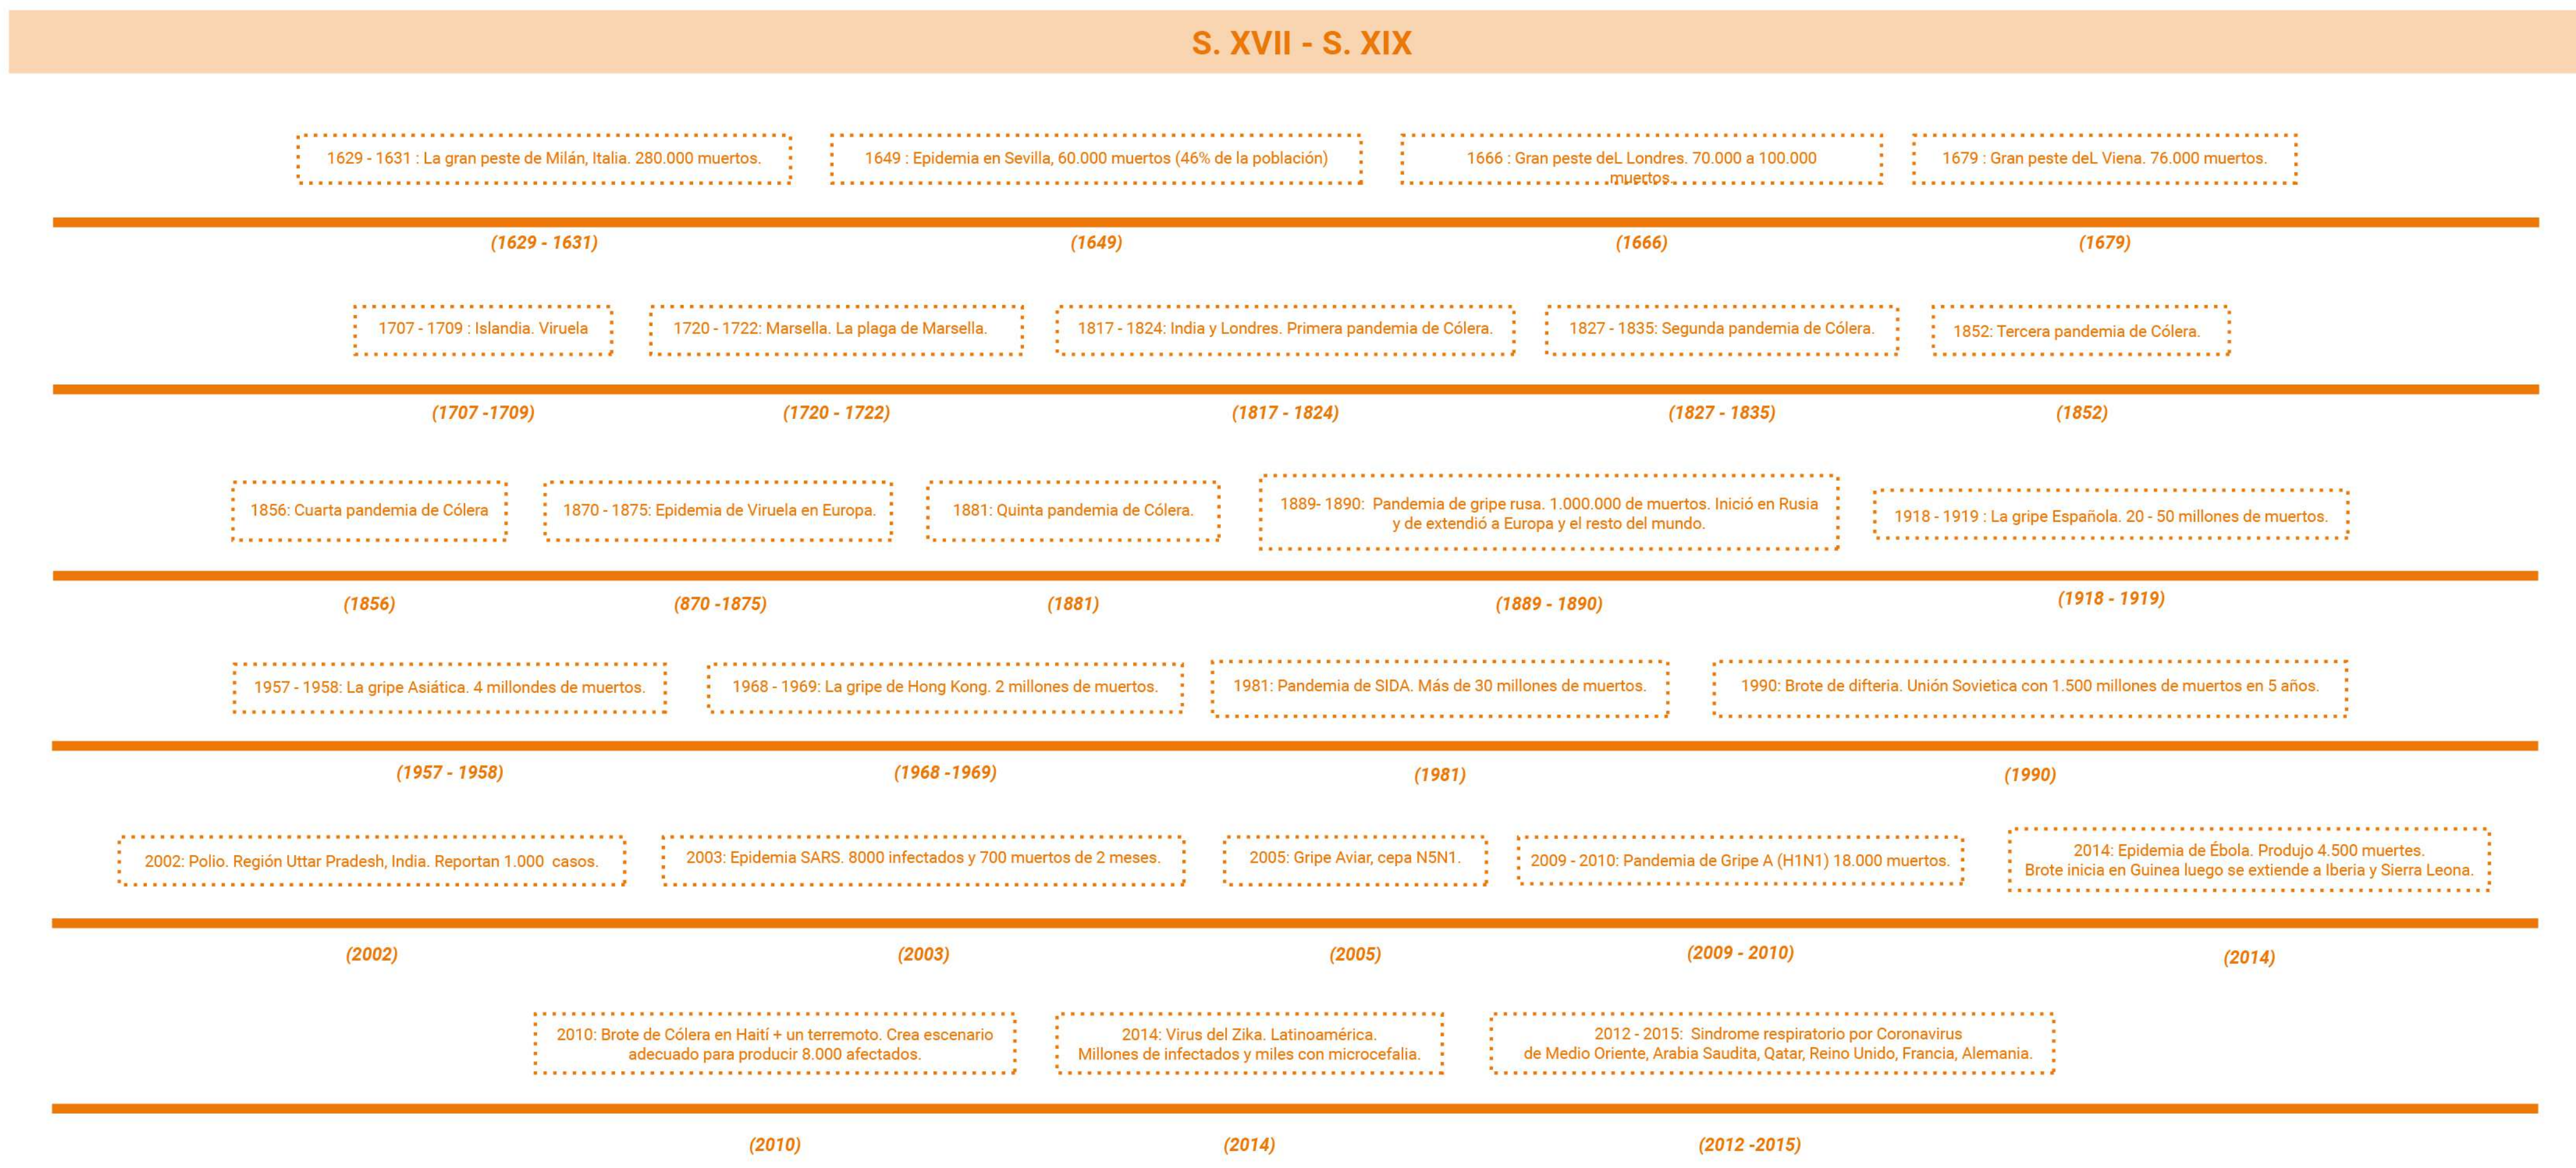 S. XVII - S. XIX
1629 - 1631 : La gran peste de Milán, Italia. 280.000 muertos.
1649 : Epidemia en Sevilla, 60.000 muertos (46% de la población)
1666 : Gran peste deL Londres. 70.000 a 100.000
muertos.
1679 : Gran peste deL Viena. 76.000 muertos.
(1629 - 1631)
(1649)
(1666)
(1679)
1707 - 1709 : Islandia. Viruela
1720 - 1722: Marsella. La plaga de Marsella.
1817 - 1824: India y Londres. Primera pandemia de Cólera.
1827 - 1835: Segunda pandemia de Cólera.
1852: Tercera pandemia de Cólera.
(1707 -1709)
(1720 - 1722)
(1817 - 1824)
(1827 - 1835)
(1852)
1856: Cuarta pandemia de Cólera
1870 - 1875: Epidemia de Viruela en Europa.
1881: Quinta pandemia de Cólera.
1889- 1890:  Pandemia de gripe rusa. 1.000.000 de muertos. Inició en Rusia
y de extendió a Europa y el resto del mundo.
1918 - 1919 : La gripe Española. 20 - 50 millones de muertos.
(1856)
(870 -1875)
(1881)
(1889 - 1890)
(1918 - 1919)
1957 - 1958: La gripe Asiática. 4 millondes de muertos.
1968 - 1969: La gripe de Hong Kong. 2 millones de muertos.
1981: Pandemia de SIDA. Más de 30 millones de muertos.
1990: Brote de difteria. Unión Sovietica con 1.500 millones de muertos en 5 años.
(1957 - 1958)
(1968 -1969)
(1981)
(1990)
2002: Polio. Región Uttar Pradesh, India. Reportan 1.000  casos.
2003: Epidemia SARS. 8000 infectados y 700 muertos de 2 meses.
2005: Gripe Aviar, cepa N5N1.
2009 - 2010: Pandemia de Gripe A (H1N1) 18.000 muertos.
2014: Epidemia de Ébola. Produjo 4.500 muertes.
Brote inicia en Guinea luego se extiende a Iberia y Sierra Leona.
(2002)
(2003)
(2005)
(2009 - 2010)
(2014)
2010: Brote de Cólera en Haití + un terremoto. Crea escenario
adecuado para producir 8.000 afectados.
2014: Virus del Zika. Latinoamérica.
Millones de infectados y miles con microcefalia.
2012 - 2015:  Sindrome respiratorio por Coronavirus
de Medio Oriente, Arabia Saudita, Qatar, Reino Unido, Francia, Alemania.
(2010)
(2014)
(2012 -2015)